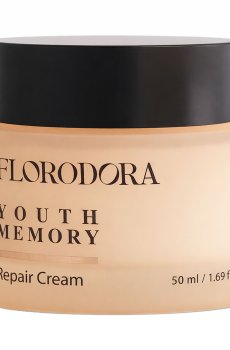 FLORODORA
YOUTH
MEMORY
Repair Cream
50 ml / 1.69 f